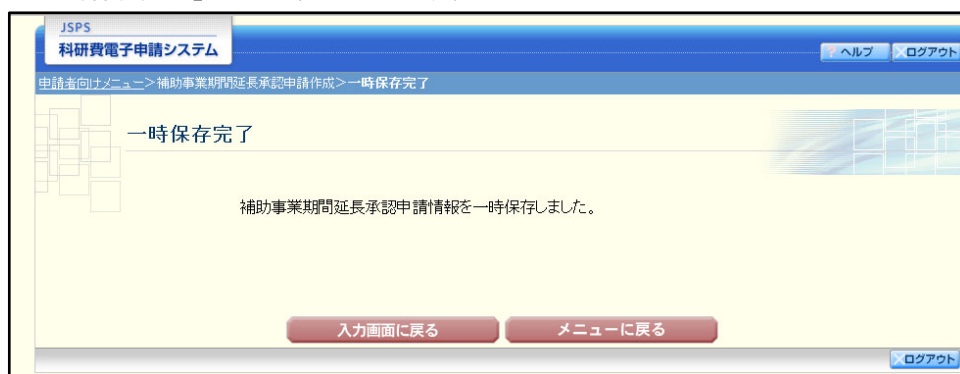 JSPS
科研費電子申請システム
? ヘルプ
×ログアウト
申請者向けメニュー>補助事業期間延長承認申請作成>一時保存完了
一時保存完了
補助事業期間延長承認申請情報を一時保存しました。
入力画面に戻る
メニューに戻る
×ログアウト